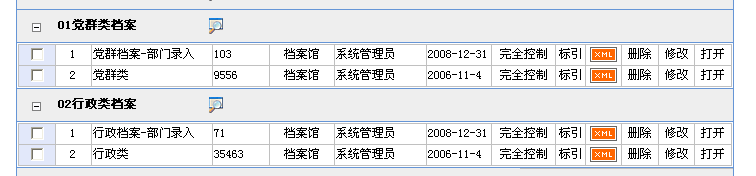 01党群类档案
1 党群档案-部门录入 103 档案馆 系统管理员 2008-12-31 完全控制 标引 XML 删除 修改 打开
2 党群类 9556 档案馆 系统管理员 2006-11-4 完全控制 标引 XML 删除 修改 打开
02行政类档案
1 行政档案-部门录入 71 档案馆 系统管理员 2008-12-31 完全控制 标引 XML 删除 修改 打开
2 行政类 35463 档案馆 系统管理员 2006-11-4 完全控制 标引 XML 删除 修改 打开